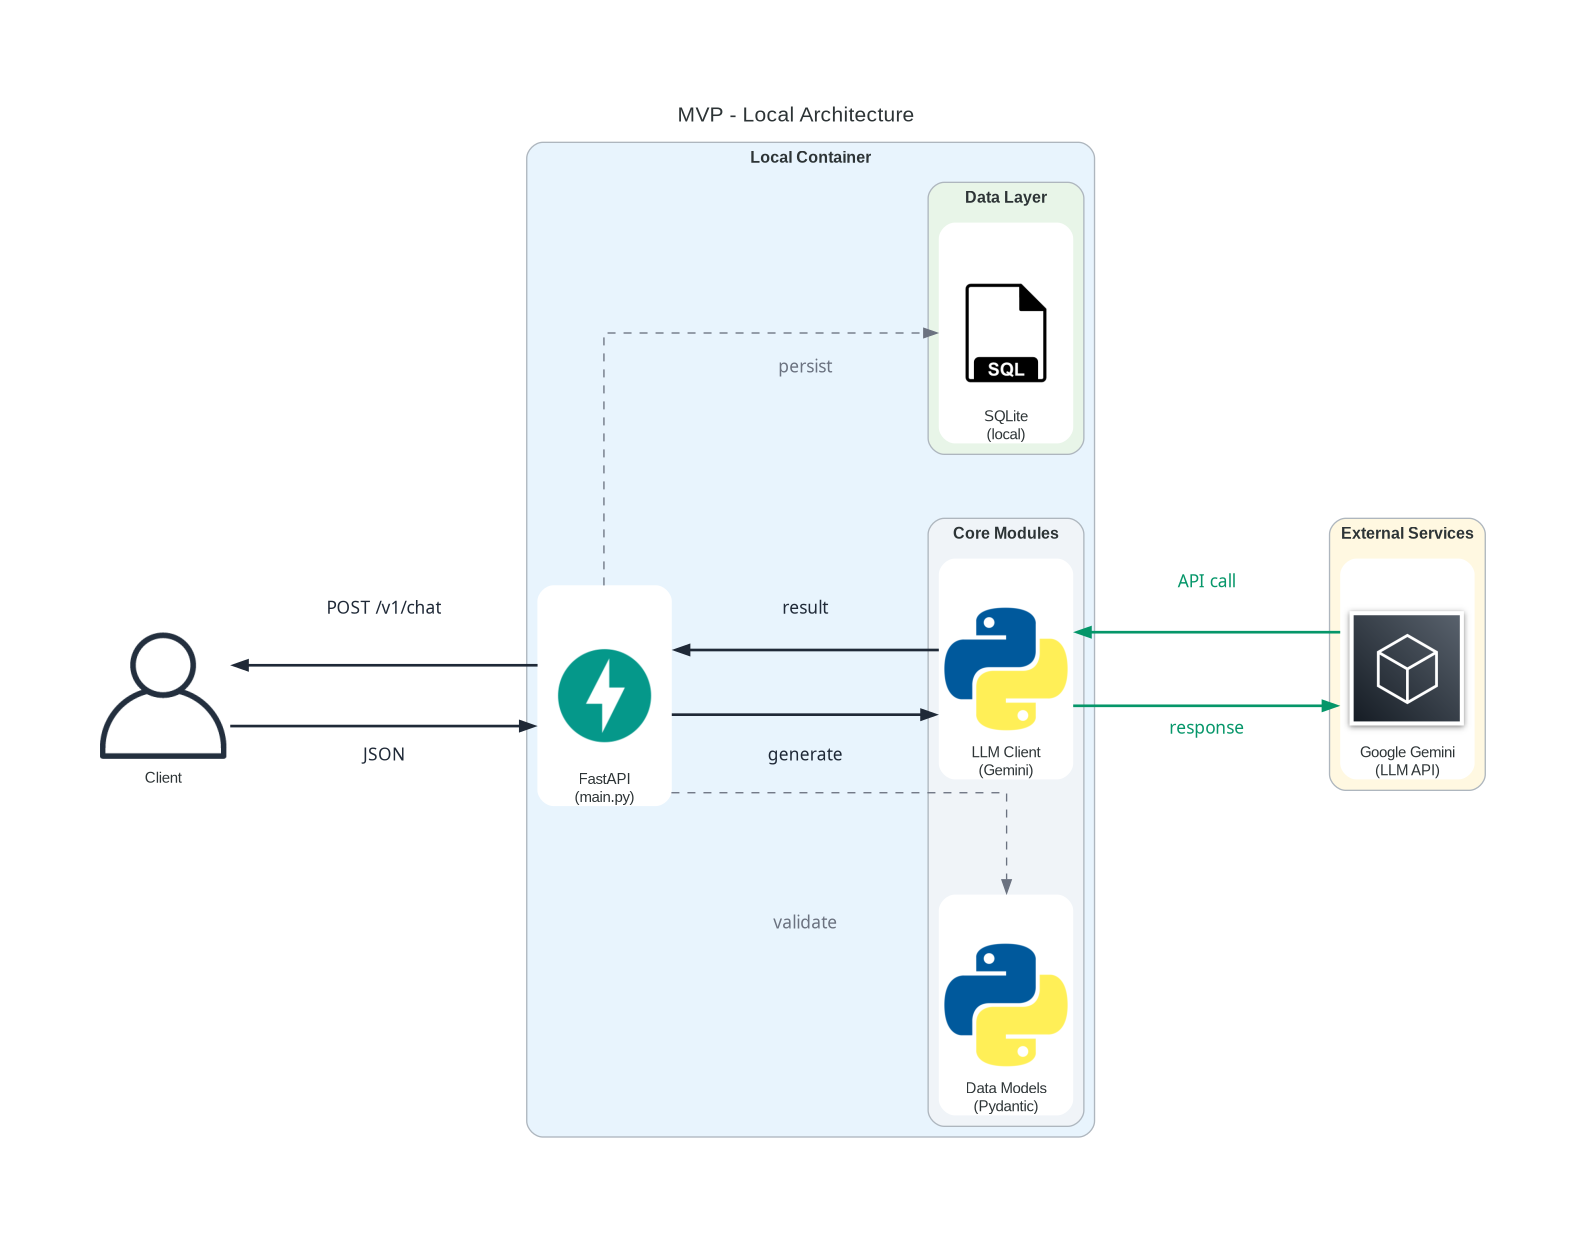 MVP - Local Architecture
Local Container
Data Layer
SQL
SQLite
(local)
persist
Core Modules
External Services
POST /v1/chat
result
API call
JSON
generate
response
Client
FastAPI
(main.py)
LLM Client
(Gemini)
Google Gemini
(LLM API)
validate
Data Models
(Pydantic)